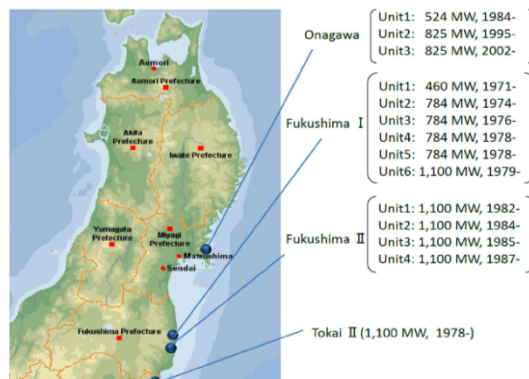 Onagawa
Unit1: 524 MW, 1984-
Unit2: 825 MW, 1995-
Unit3: 825 MW, 2002-
Fukushima Ⅰ
Unit1: 460 MW, 1971-
Unit2: 784 MW, 1974-
Unit3: 784 MW, 1976-
Unit4: 784 MW, 1978-
Unit5: 784 MW, 1978-
Unit6: 1,100 MW, 1979-
Fukushima Ⅱ
Unit1: 1,100 MW, 1982-
Unit2: 1,100 MW, 1984-
Unit3: 1,100 MW, 1985-
Unit4: 1,100 MW, 1987-
Tokai Ⅱ (1,100 MW, 1978-)
Aomori
Aomori Prefecture
Akita
Prefecture
Iwate Prefecture
Yamagata
Prefecture
Miyagi
Prefecture
Matsushima
Sendai
Fukushima Prefecture